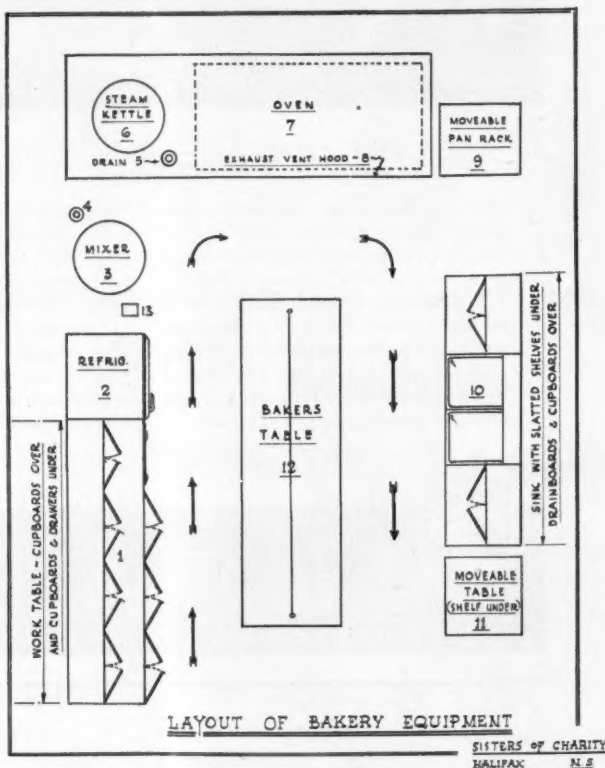 STEAM
KETTLE
6
DRAIN 5
OVEN
7
EXHAUST VENT HOOD - 8
MOVEABLE
PAN RACK
9
4
MIXER
3
13
REFRIG.
2
1
WORK TABLE ~ CUPBOARDS OVER
AND CUPBOARDS & DRAWERS UNDER
BAKERS
TABLE
12
10
SINK WITH SLATTED SHELVES UNDER
DRAINBOARDS & CUPBOARDS OVER
MOVEABLE
TABLE
(SHELF UNDER)
11
LAYOUT OF BAKERY EQUIPMENT
SISTERS OF CHARITY
HALIFAX N.S